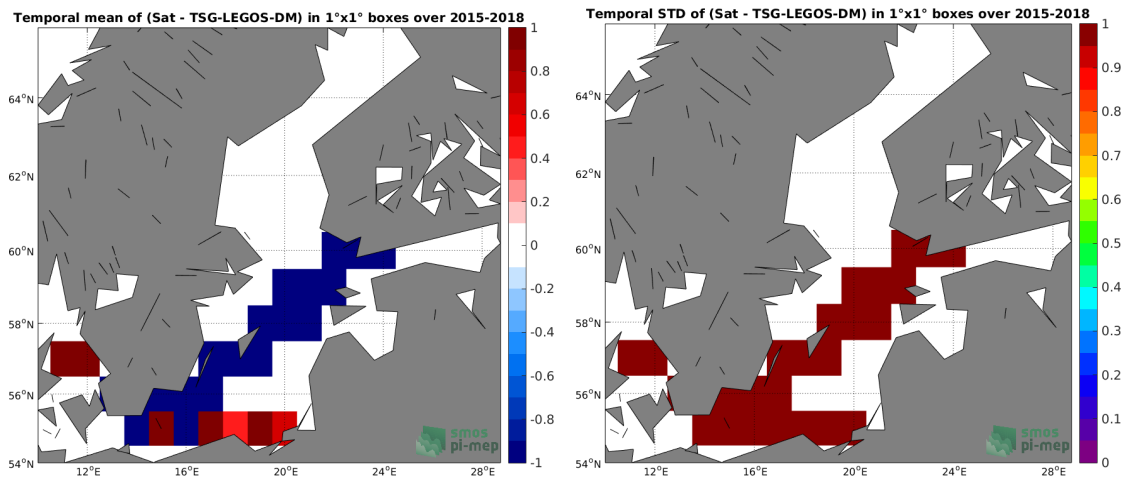 Temporal mean of (Sat - TSG-LEGOS-DM) in 1°x1° boxes over 2015-2018
64°N
62°N
60°N
58°N
56°N
54°N
12°E
16°E
20°E
24°E
28°E
1
0.8
0.6
0.4
0.2
0
-0.2
-0.4
-0.6
-0.8
-1
smos
pi-mep
Temporal STD of (Sat - TSG-LEGOS-DM) in 1°x1° boxes over 2015-2018
64°N
62°N
60°N
58°N
56°N
54°N
12°E
16°E
20°E
24°E
28°E
1
0.9
0.8
0.7
0.6
0.5
0.4
0.3
0.2
0.1
0
smos
pi-mep